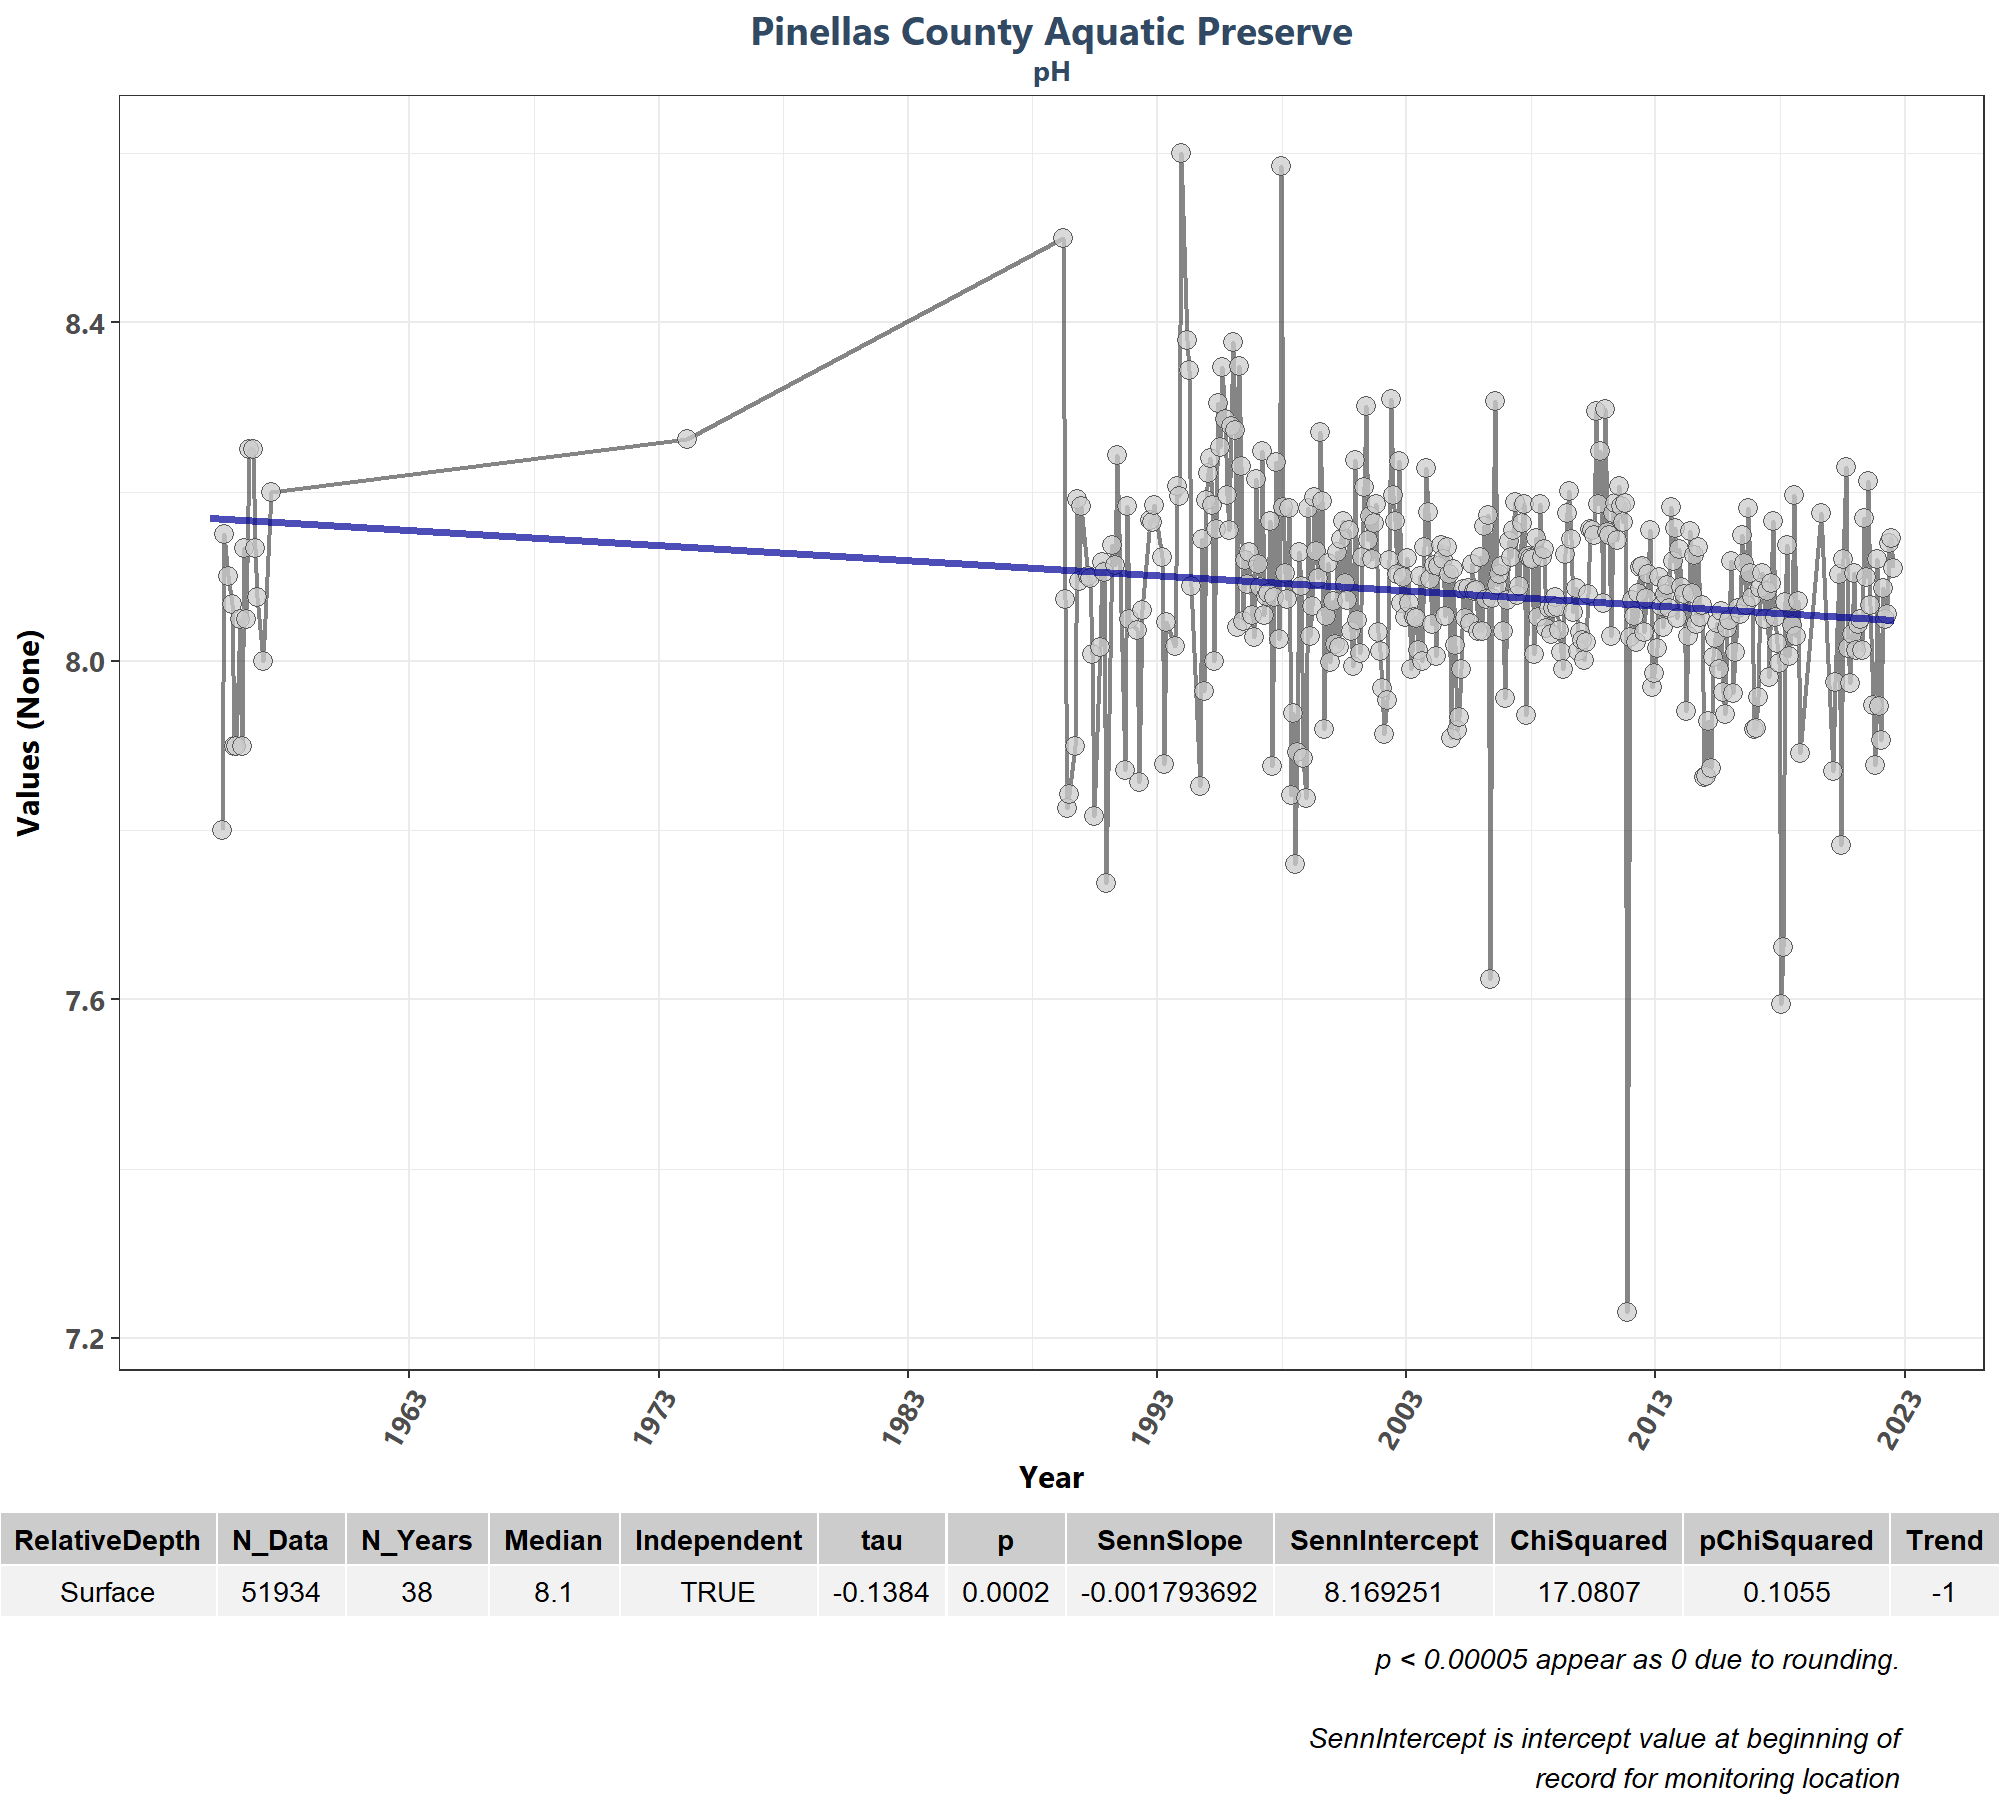 Pinellas County Aquatic Preserve
pH
Values (None)
8.4
8.0
7.6
7.2
1963 1973 1983 1993 2003 2013 2023
Year
RelativeDepth N_Data N_Years Median Independent tau p SennSlope SennIntercept ChiSquared pChiSquared Trend
Surface 51934 38 8.1 TRUE -0.1384 0.0002 -0.001793692 8.169251 17.0807 0.1055 -1
p < 0.00005 appear as 0 due to rounding.
SennIntercept is intercept value at beginning of
record for monitoring location